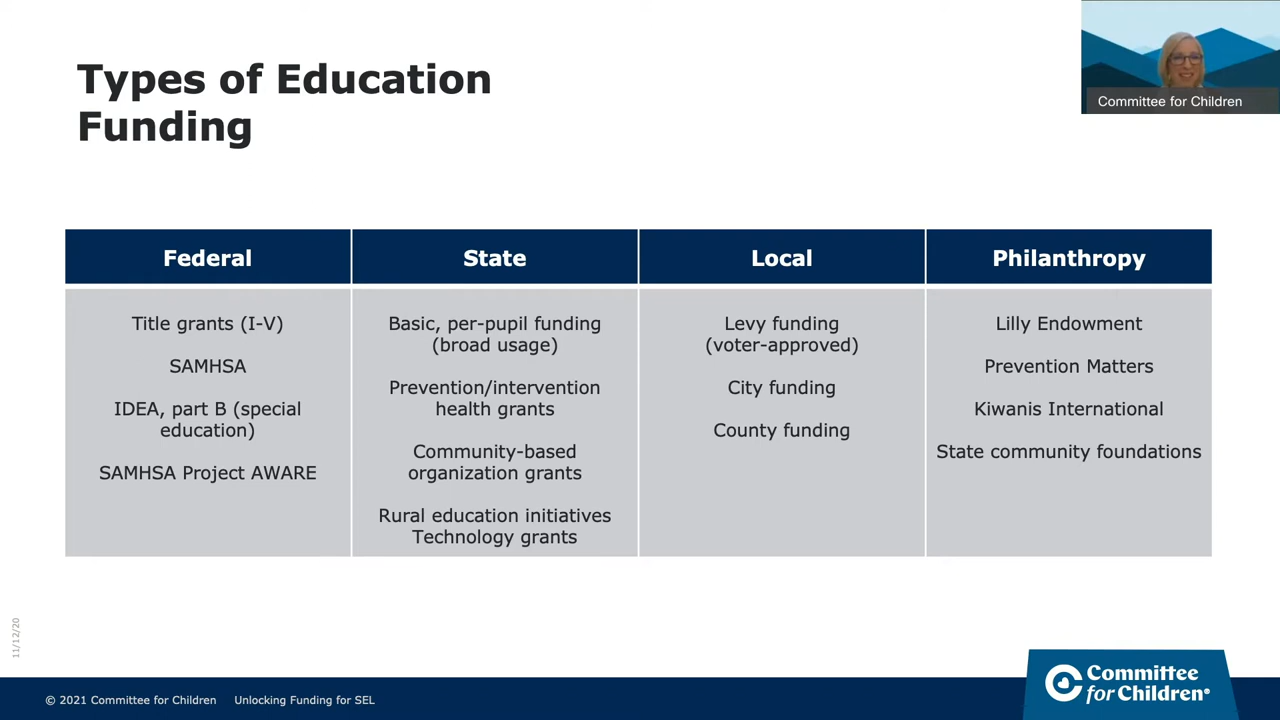 Types of Education
Funding
Committee for Children
Federal
State
Local
Philanthropy
Title grants (I-V)
SAMHSA
IDEA, part B (special
education)
SAMHSA Project AWARE
Basic, per-pupil funding
(broad usage)
Prevention/intervention
health grants
Community-based
organization grants
Rural education initiatives
Technology grants
Levy funding
(voter-approved)
City funding
County funding
Lilly Endowment
Prevention Matters
Kiwanis International
State community foundations
11/12/20
© 2021 Committee for Children Unlocking Funding for SEL
Committee
for Children®